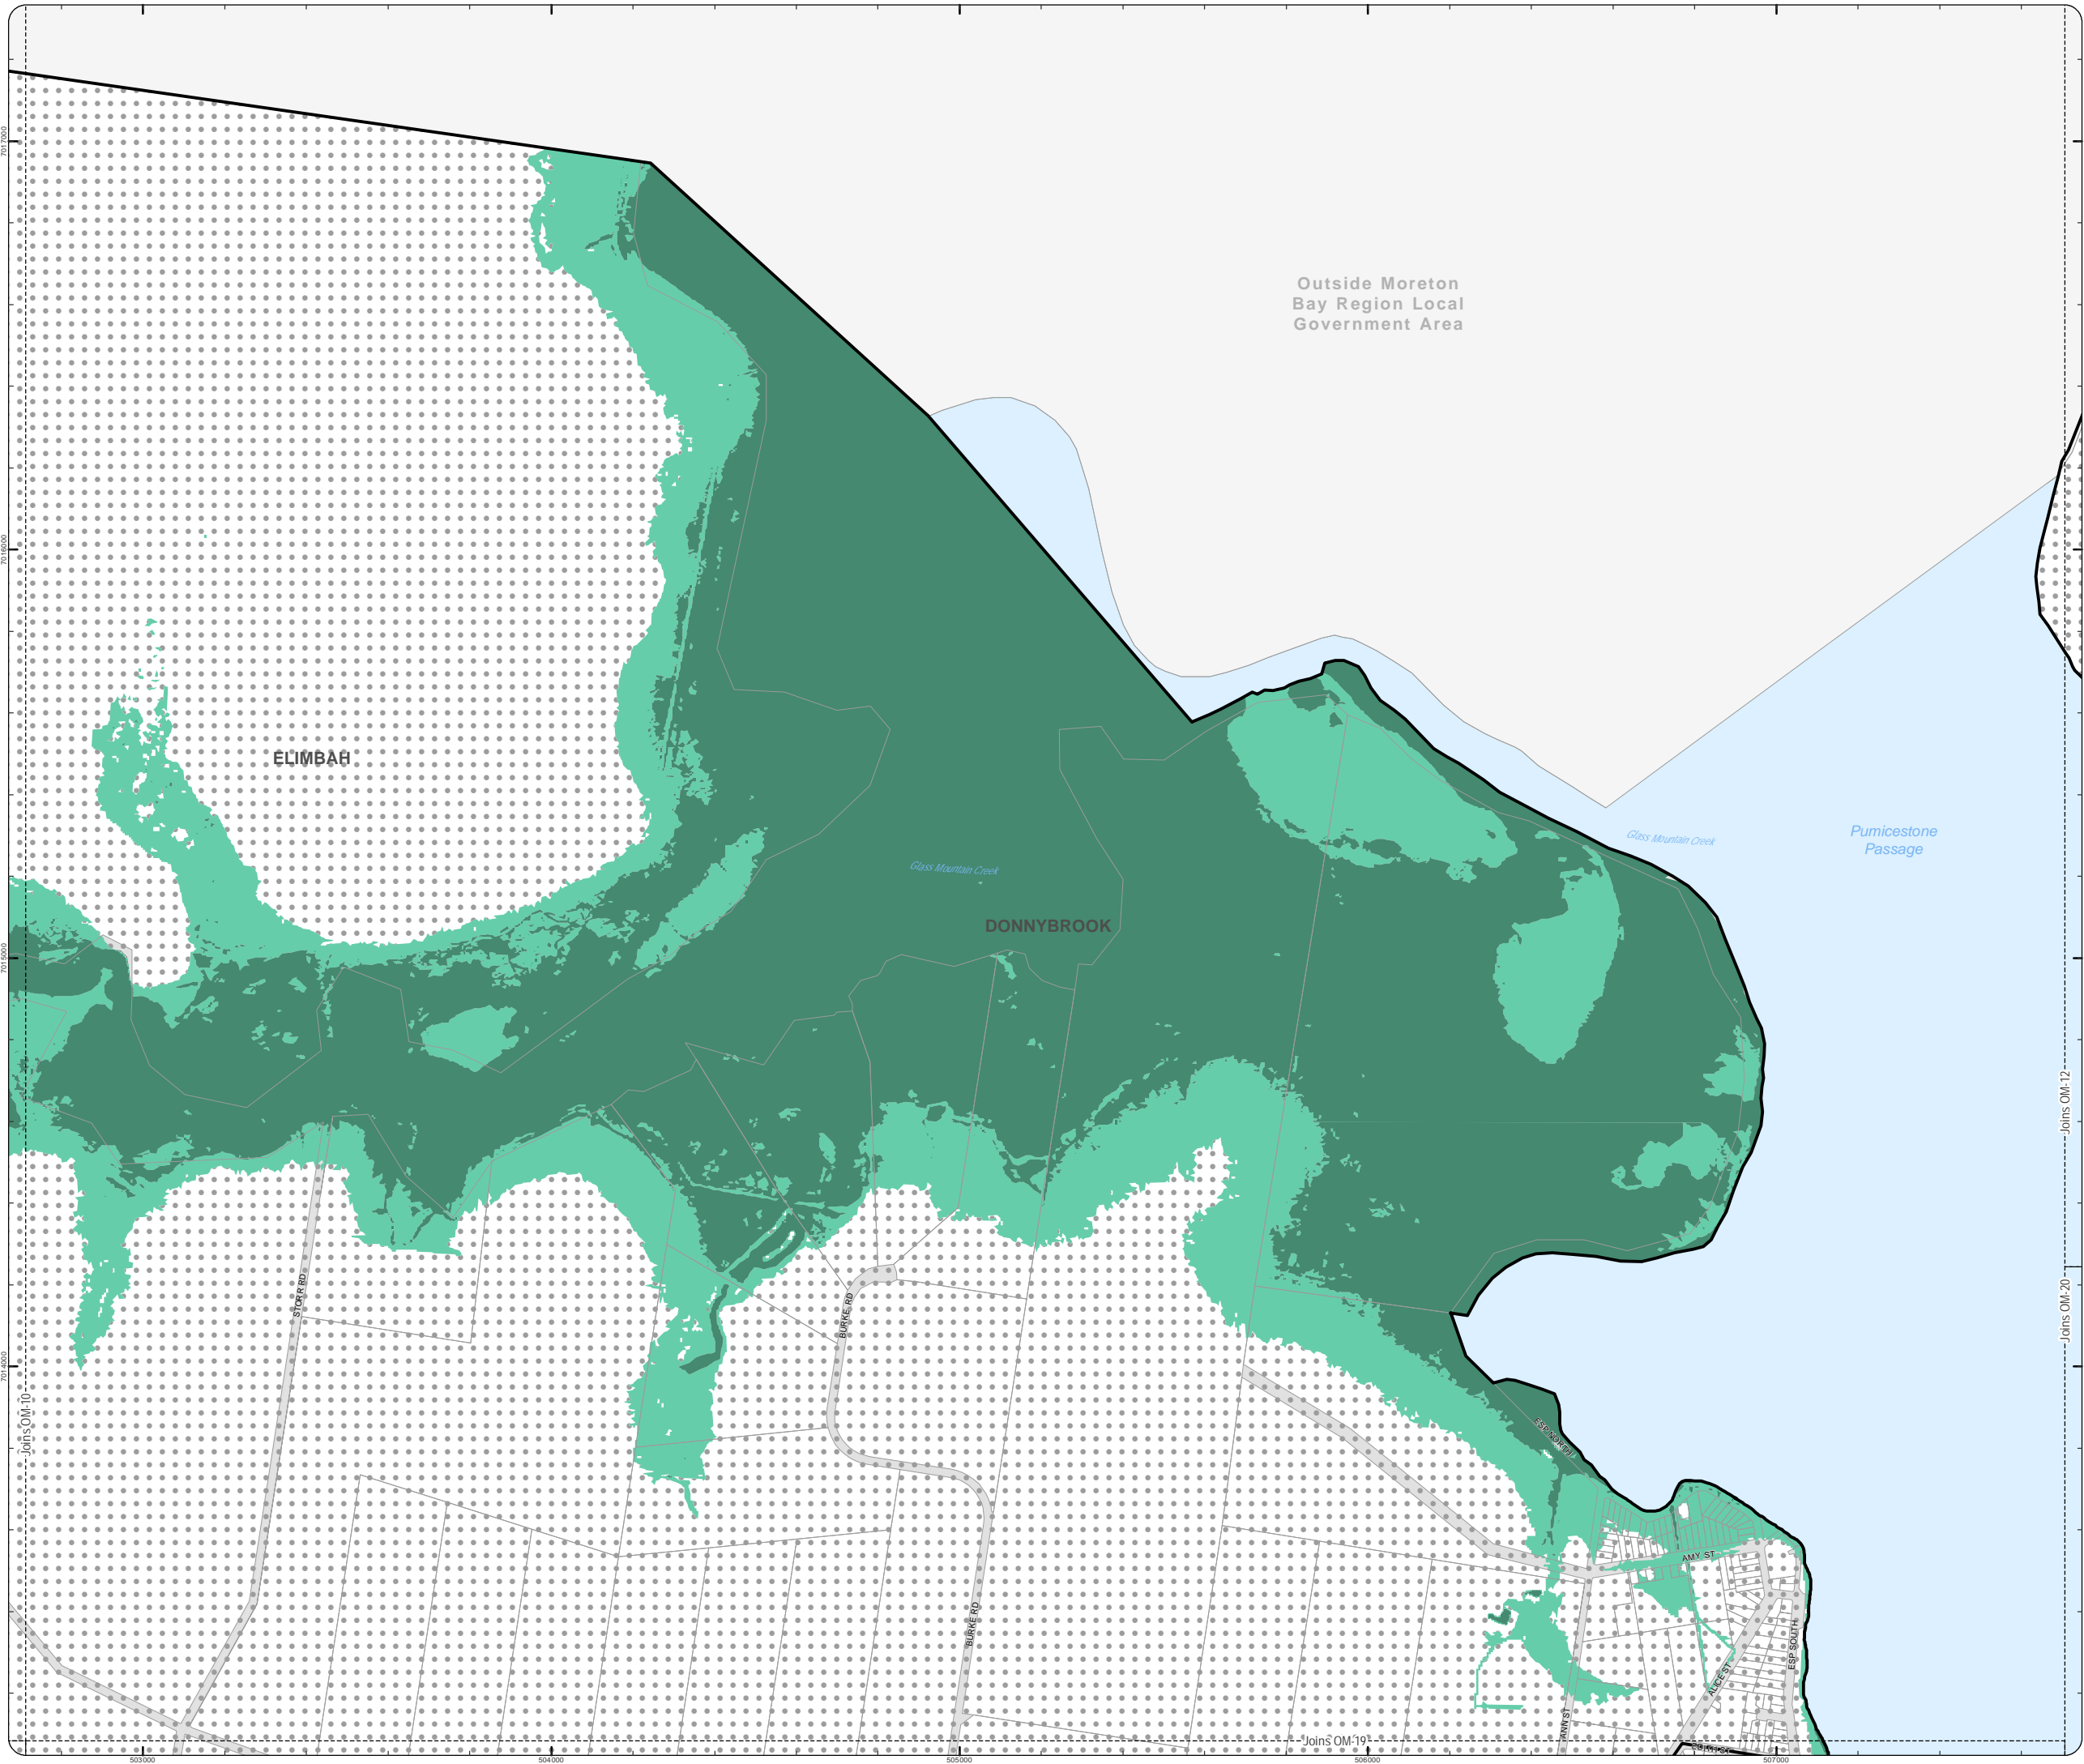 7017000
Outside Moreton
Bay Region Local
Government Area
7016000
ELIMBAH
Glass Mountain Creek
Pumicestone
Passage
Glass Mountain Creek
DONNYBROOK
7015000
Joins OM-12
STORR RD
BURKE RD
Joins OM-20
7014000
Joins OM-10
ESP NORTH
AMY ST
BURKE RD
ESP SOUTH
ALICE ST
ANN ST
Joins OM-19
EDITH ST
503000
504000
505000
506000
507000